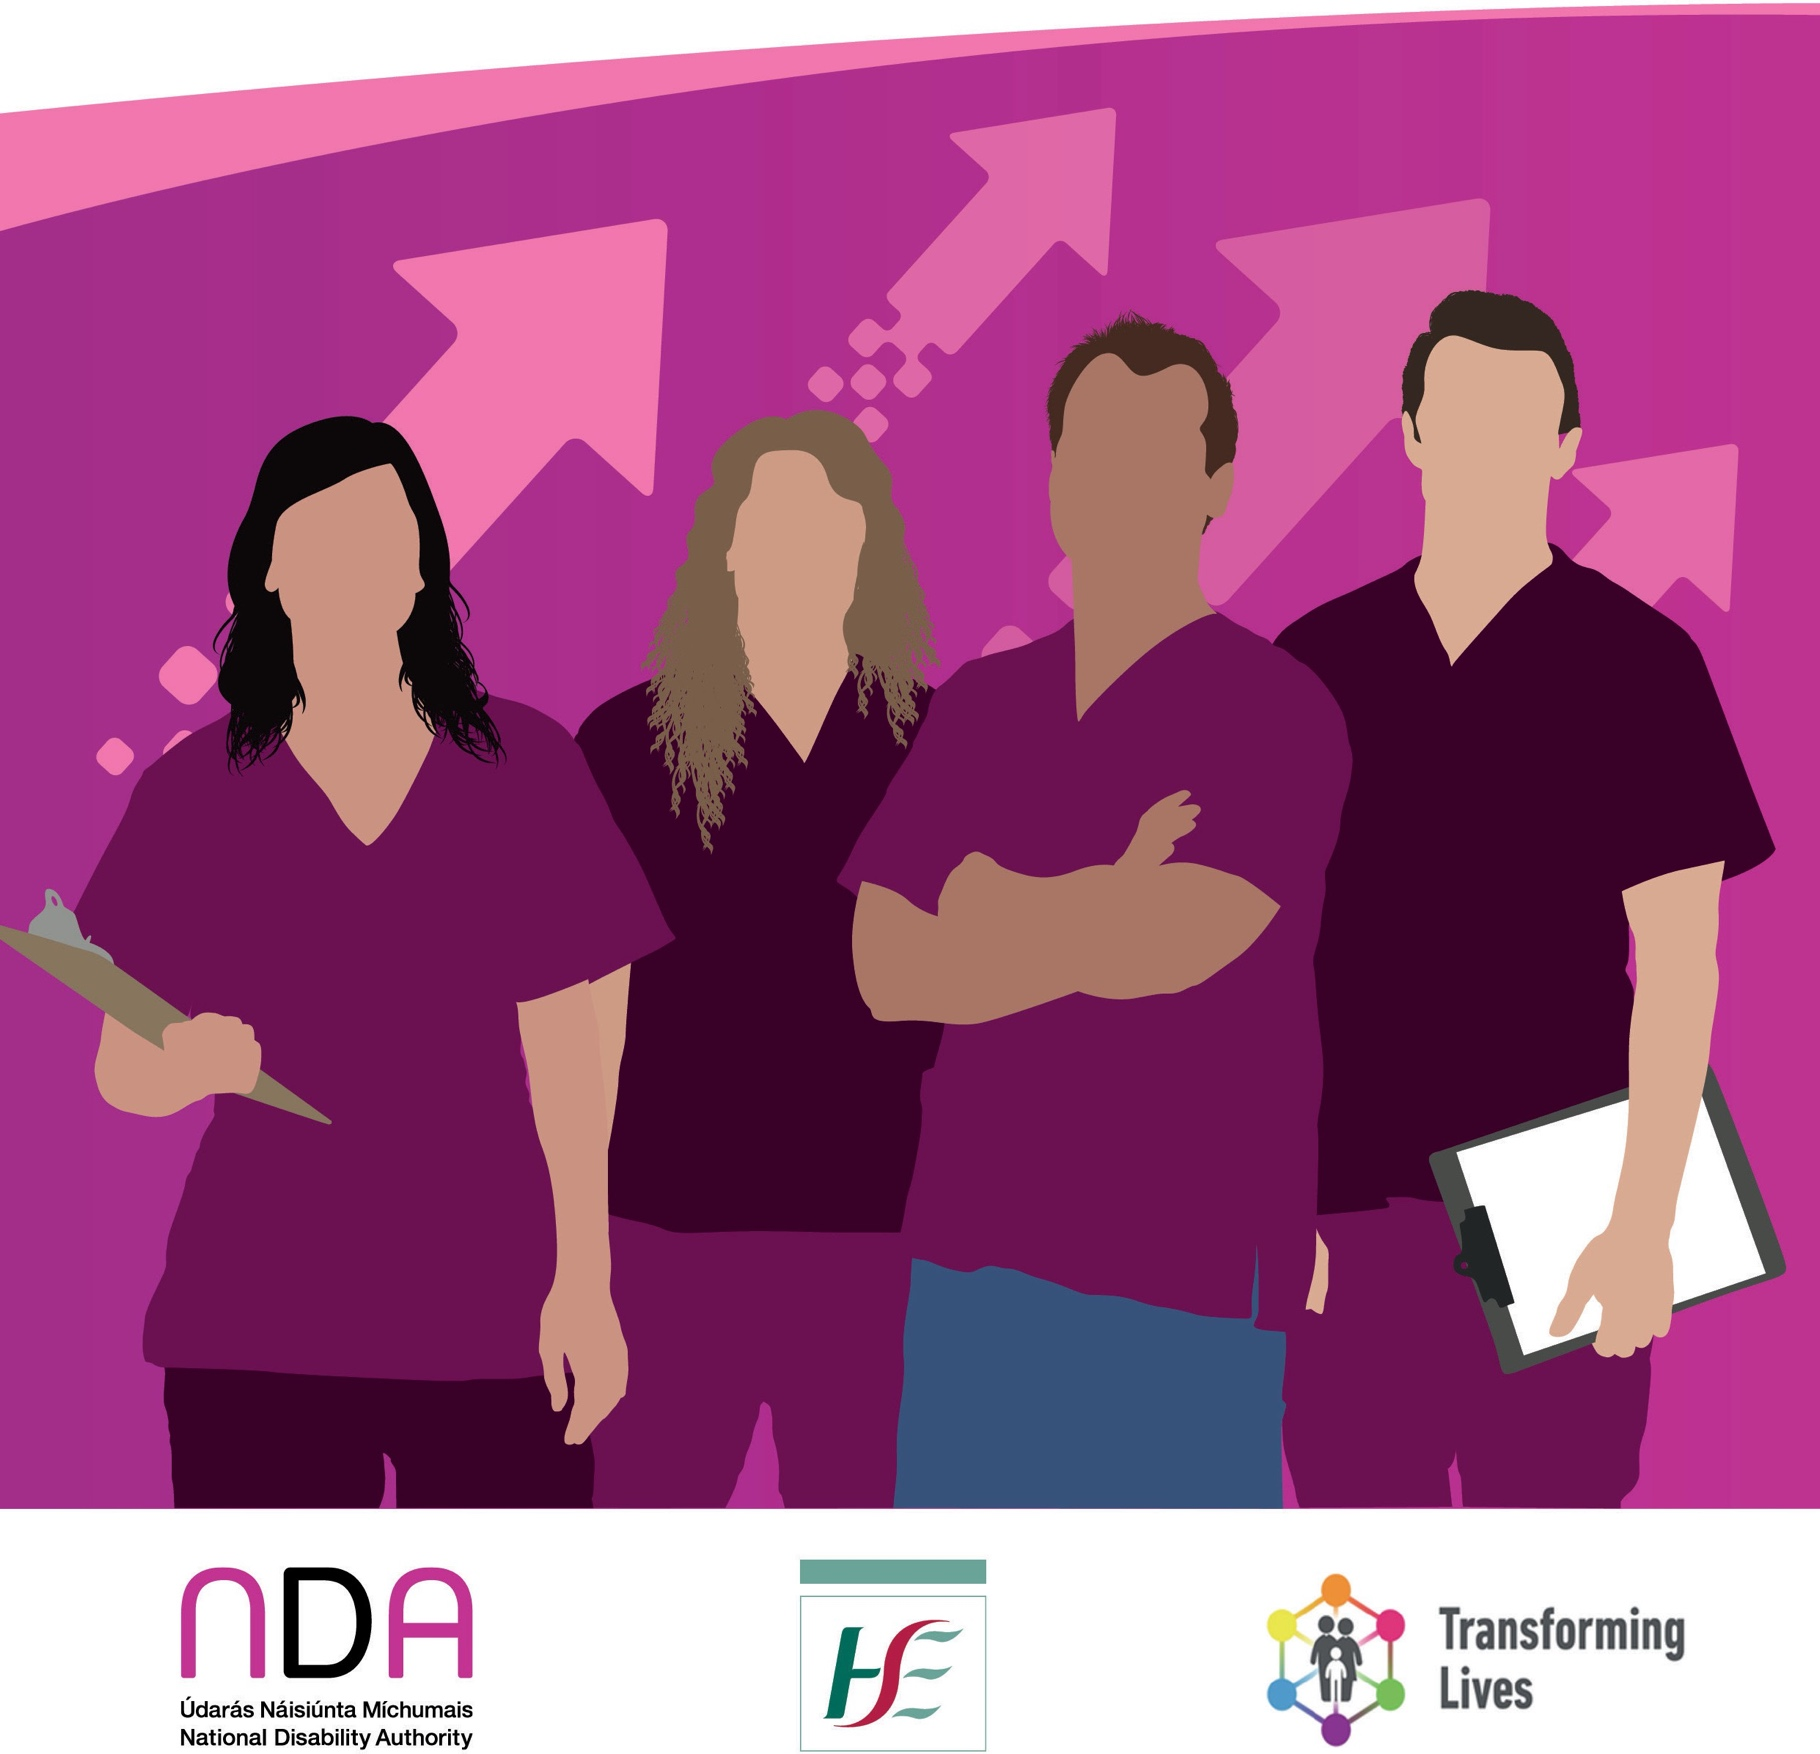 NDA
Údarás Náisiúnta Míchumais
National Disability Authority
HSE
Transforming
Lives